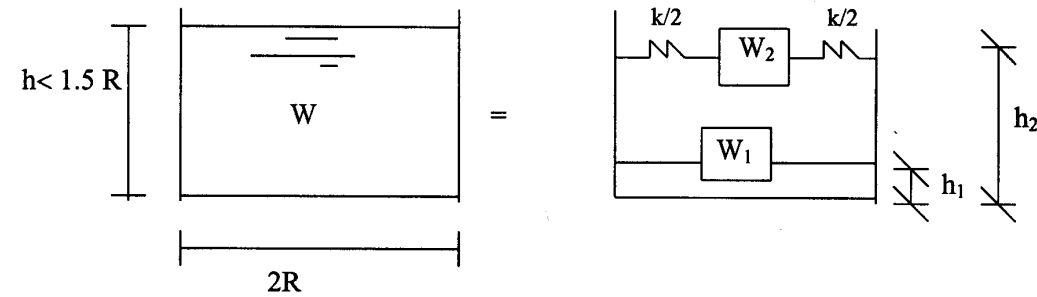 k/2 k/2
W₂
h< 1.5 R
W
=
h₂
W₁
h₁
2R